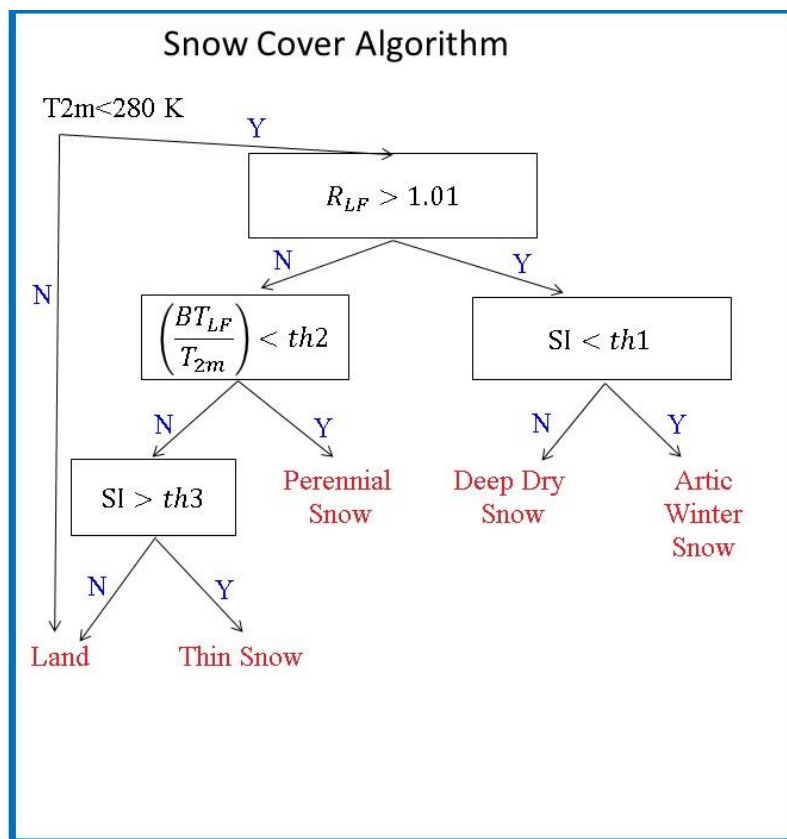 Snow Cover Algorithm
T2m<280 K
Y
R_LF > 1.01
N
Y
N
(BT_LF / T_2m) < th2
SI < th1
N
Y
N
Y
SI > th3
Perennial
Snow
Deep Dry
Snow
Artic
Winter
Snow
N
Y
Land
Thin Snow